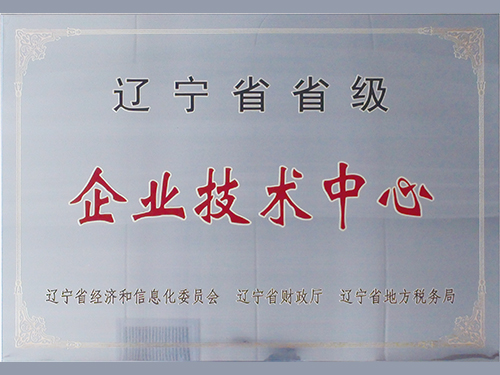 辽宁省省级
企业技术中心
辽宁省经济和信息化委员会 辽宁省财政厅 辽宁省地方税务局